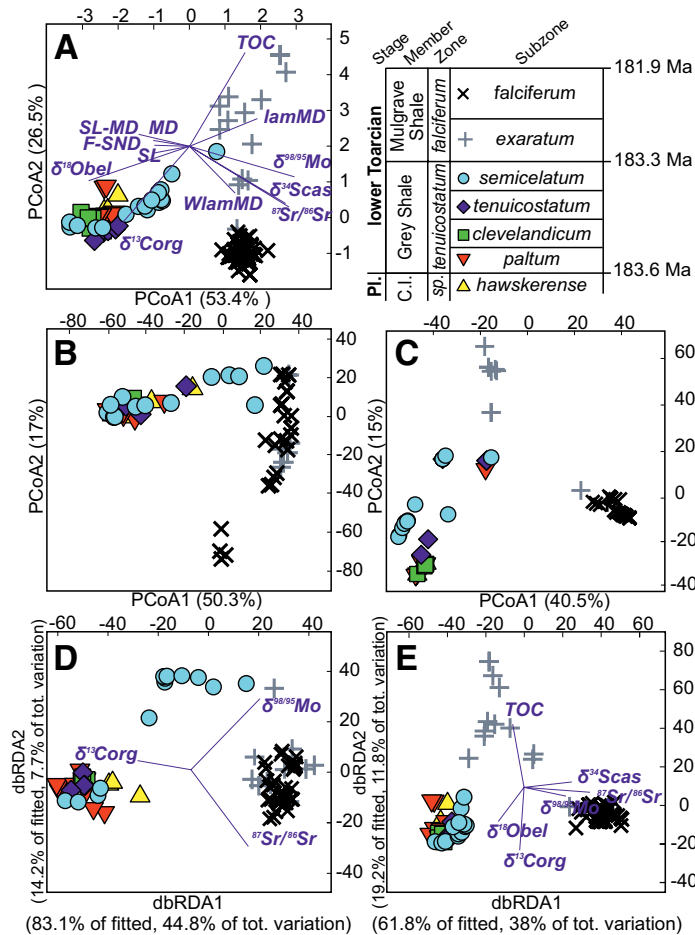 A
-3 -2 -1 0 1 2
5
4
3
2
1
0
-1
PCoA2 (26.5%)
PCoA1 (53.4% )
TOC
lamMD
SL-MD MD
F-SND
SL
δ18Obel
δ98/95Mo
δ34Scas
WlamMD
87Sr/86Sr
δ13Corg
Stage
Member
Zone
Subzone
181.9 Ma
lower Toarcian
Mulgrave Shale
falciferum
falciferum
exaratum
183.3 Ma
Grey Shale
tenuicostatum
semicelatum
tenuicostatum
clevelandicum
paltum
183.6 Ma
Pl.
C.I.
sp.
hawskerense
B
-80 -60 -40 -20 0 20 40
40
20
0
-20
-40
-60
-80
PCoA2 (17%)
PCoA1 (50.3%)
C
-40 -20 0 20 40
60
40
20
0
-20
-40
PCoA2 (15%)
PCoA1 (40.5%)
D
-60 -40 -20 0 20 40
40
20
0
-20
-40
dbRDA2
(14.2% of fitted, 7.7% of tot. variation)
δ98/95Mo
δ13Corg
87Sr/86Sr
dbRDA1
(83.1% of fitted, 44.8% of tot. variation)
E
-60 -40 -20 0 20 40 60
80
60
40
20
0
-20
-40
dbRDA2
(19.2% of fitted, 11.8% of tot. variation)
TOC
δ34Scas
87Sr/86Sr
δ98/95Mo
δ18Obel
δ13Corg
dbRDA1
(61.8% of fitted, 38% of tot. variation)